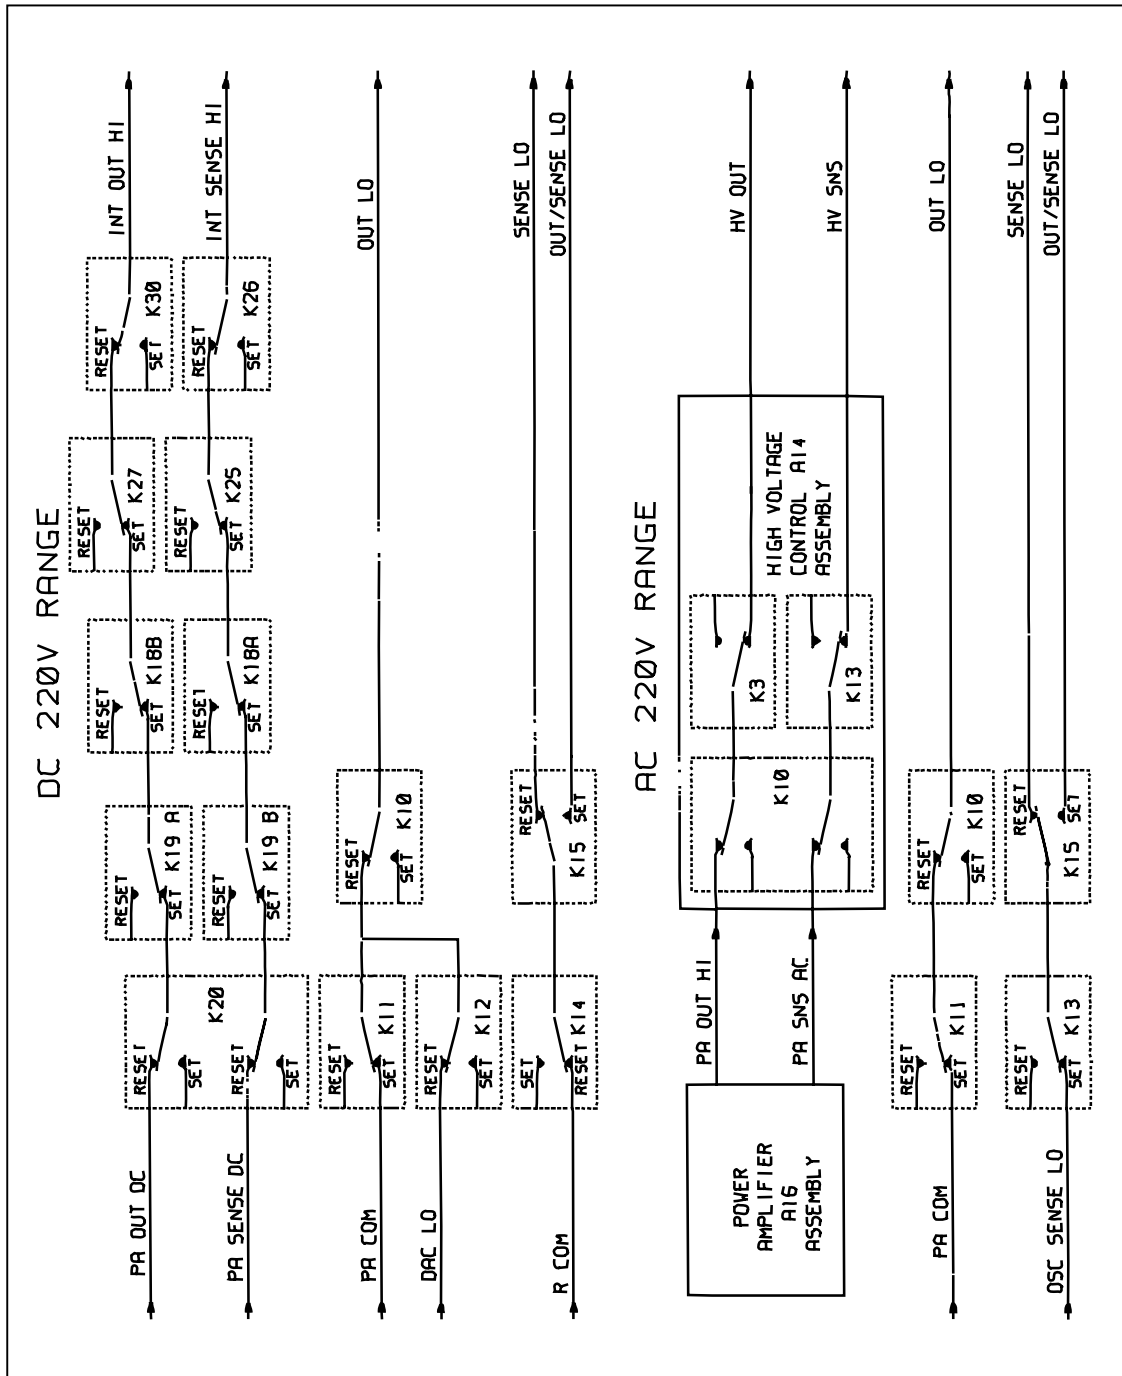 DC 220V RANGE
PA OUT DC
RESET
SET
K20
RESET
SET
K19 A
RESET
SET
K18B
RESET
SET
K27
RESET
SET
K30
INT OUT HI
PA SENSE DC
RESET
SET
RESET
SET
K19 B
RESET
SET
K18A
RESET
SET
K25
RESET
SET
K26
INT SENSE HI
PA COM
RESET
SET
K11
RESET
SET
K10
OUT LO
DAC LO
RESET
SET
K12
R COM
SET
RESET
K14
RESET
SET
K15
SENSE LO
OUT/SENSE LO
AC 220V RANGE
POWER
AMPLIFIER
A16
ASSEMBLY
PA OUT HI
PA SNS AC
K10
K3
K13
HIGH VOLTAGE
CONTROL A14
ASSEMBLY
HV OUT
HV SNS
PA COM
RESET
SET
K11
RESET
SET
K10
OUT LO
OSC SENSE LO
RESET
SET
K13
RESET
SET
K15
SENSE LO
OUT/SENSE LO